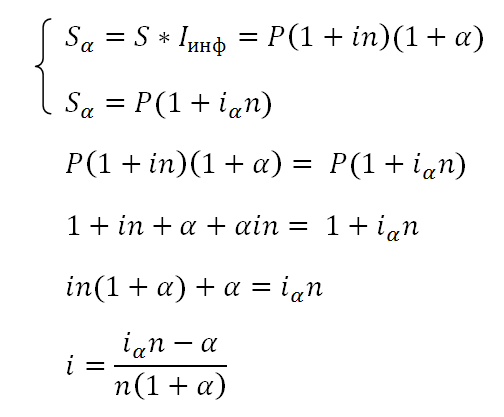 S_α = S * I_инф = P(1 + in)(1 + α)
S_α = P(1 + i_α n)
P(1 + in)(1 + α) = P(1 + i_α n)
1 + in + α + αin = 1 + i_α n
in(1 + α) + α = i_α n
i = (i_α n − α) / (n(1 + α))